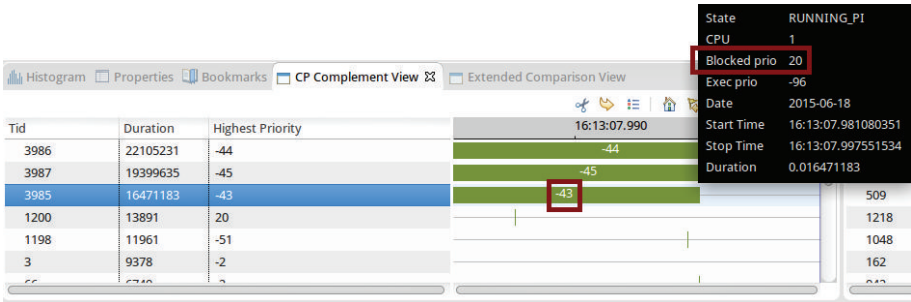 State RUNNING_PI
CPU 1
Blocked prio 20
Exec prio -96
Date 2015-06-18
Start Time 16:13:07.981080351
Stop Time 16:13:07.997551534
Duration 0.016471183
Histogram Properties Bookmarks CP Complement View Extended Comparison View
Tid Duration Highest Priority 16:13:07.990
3986 22105231 -44 -44
3987 19399635 -45 -45
3985 16471183 -43 -43 509
1200 13891 20 1218
1198 11961 -51 1048
3 9378 -2 162